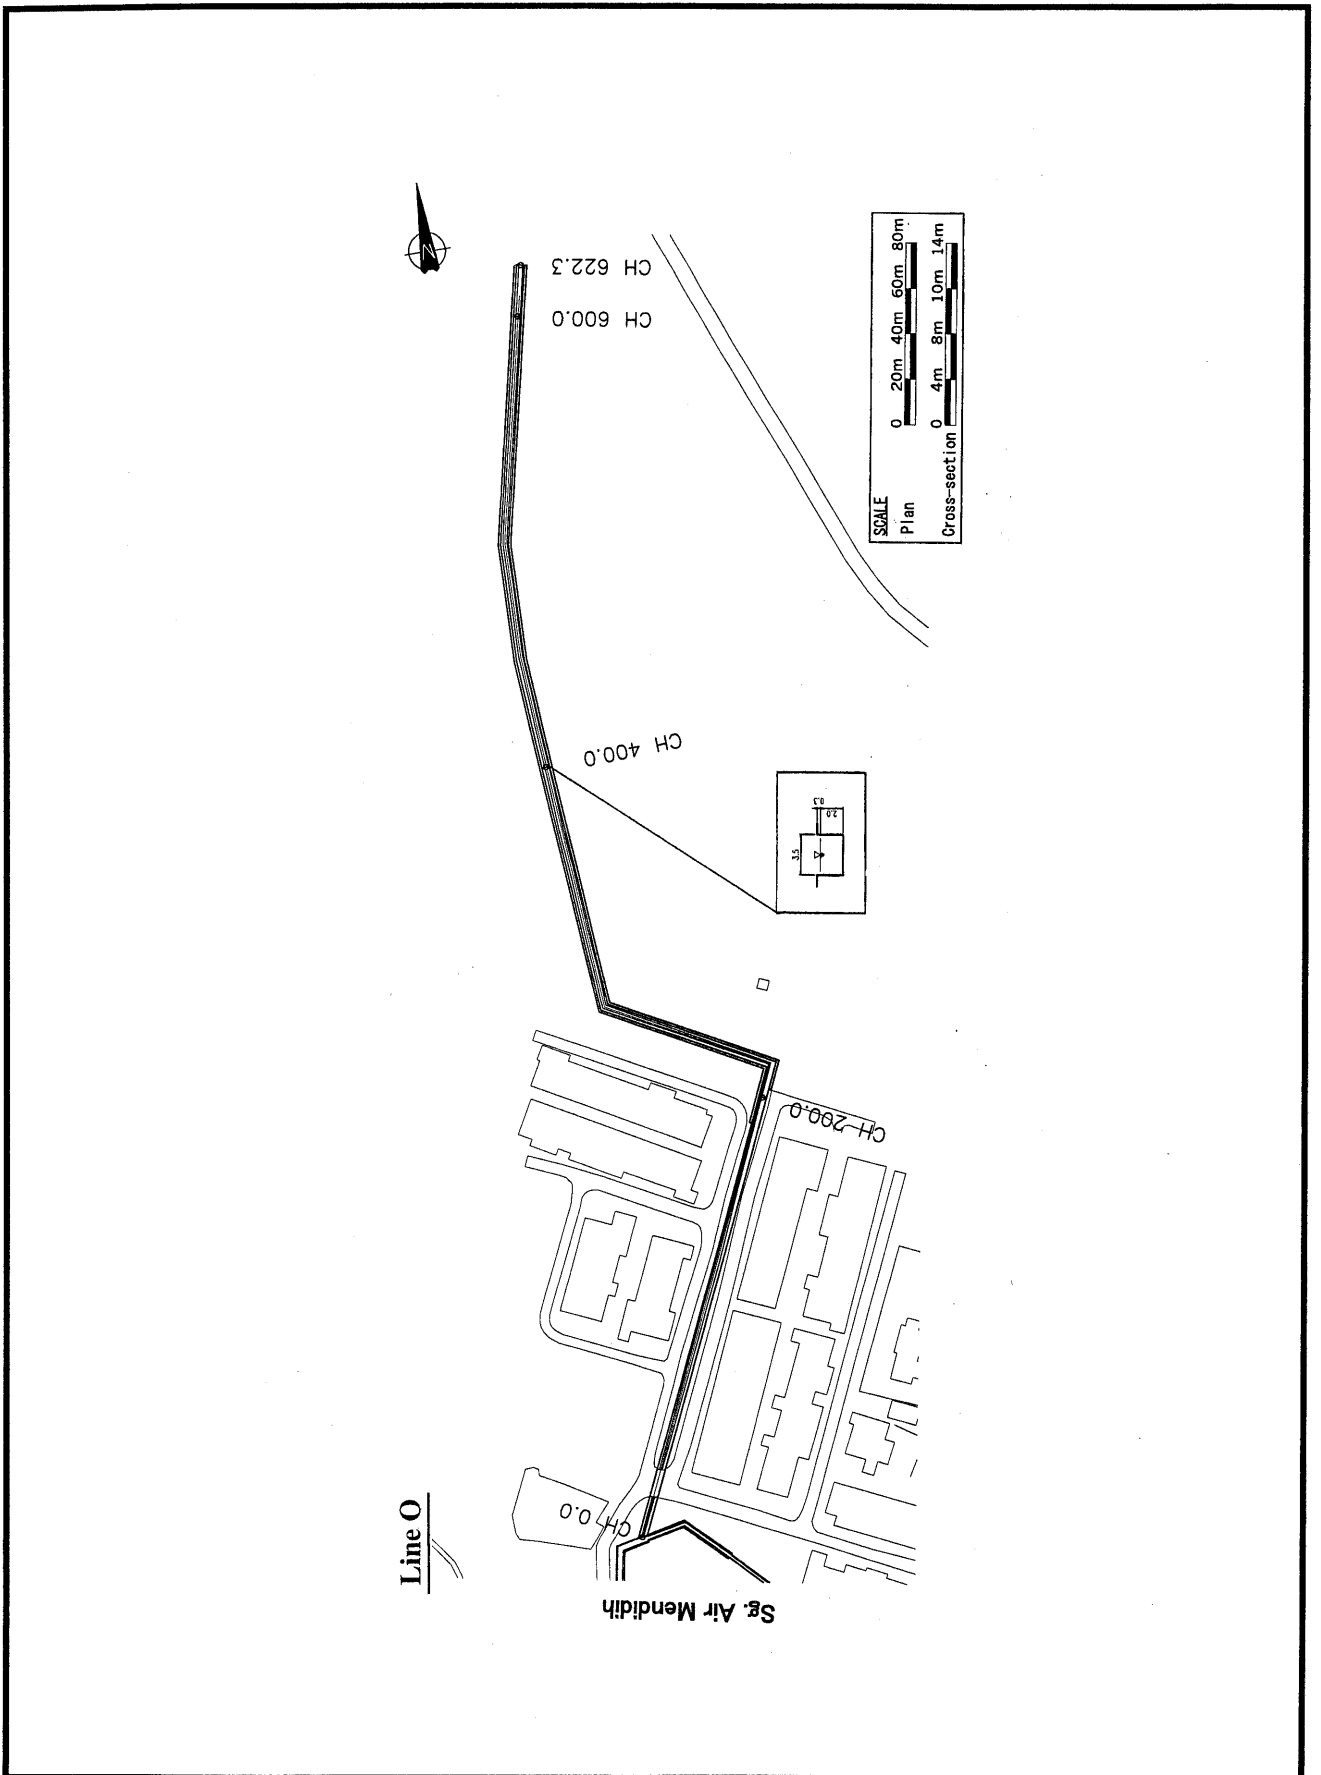 Line O
N
CH 622.3
CH 600.0
CH 400.0
CH 200.0
CH 0.0
Sg. Air Mendidih
3.5
0.3
2.0
SCALE
Plan 0 20m 40m 60m 80m
Cross-section 0 4m 8m 10m 14m